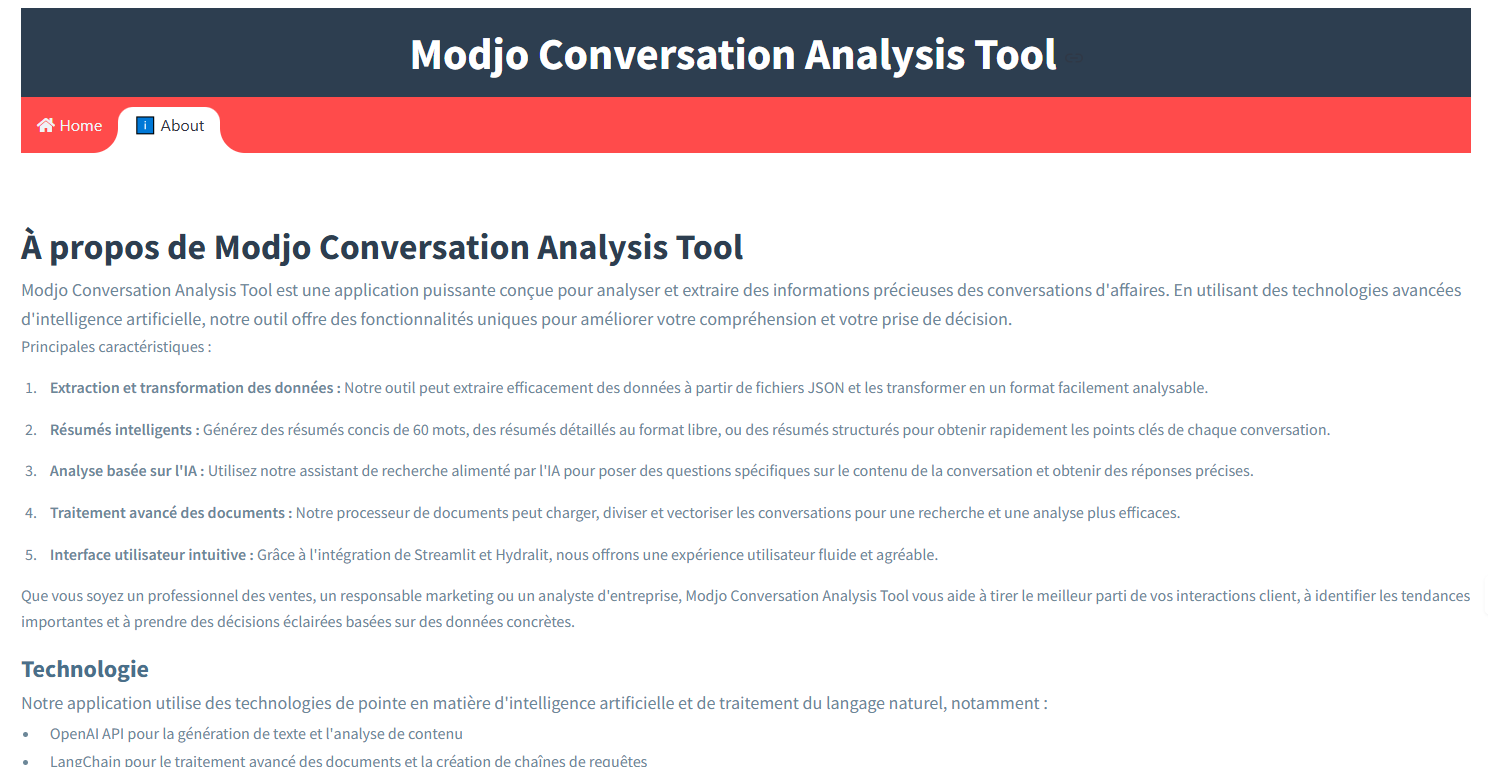 Modjo Conversation Analysis Tool
Home
About
À propos de Modjo Conversation Analysis Tool
Modjo Conversation Analysis Tool est une application puissante conçue pour analyser et extraire des informations précieuses des conversations d'affaires. En utilisant des technologies avancées
d'intelligence artificielle, notre outil offre des fonctionnalités uniques pour améliorer votre compréhension et votre prise de décision.
Principales caractéristiques :
1. Extraction et transformation des données : Notre outil peut extraire efficacement des données à partir de fichiers JSON et les transformer en un format facilement analysable.
2. Résumés intelligents : Générez des résumés concis de 60 mots, des résumés détaillés au format libre, ou des résumés structurés pour obtenir rapidement les points clés de chaque conversation.
3. Analyse basée sur l'IA : Utilisez notre assistant de recherche alimenté par l'IA pour poser des questions spécifiques sur le contenu de la conversation et obtenir des réponses précises.
4. Traitement avancé des documents : Notre processeur de documents peut charger, diviser et vectoriser les conversations pour une recherche et une analyse plus efficaces.
5. Interface utilisateur intuitive : Grâce à l'intégration de Streamlit et Hydralit, nous offrons une expérience utilisateur fluide et agréable.
Que vous soyez un professionnel des ventes, un responsable marketing ou un analyste d'entreprise, Modjo Conversation Analysis Tool vous aide à tirer le meilleur parti de vos interactions client, à identifier les tendances
importantes et à prendre des décisions éclairées basées sur des données concrètes.
Technologie
Notre application utilise des technologies de pointe en matière d'intelligence artificielle et de traitement du langage naturel, notamment :
• OpenAI API pour la génération de texte et l'analyse de contenu
• LangChain pour le traitement avancé des documents et la création de chaînes de requêtes